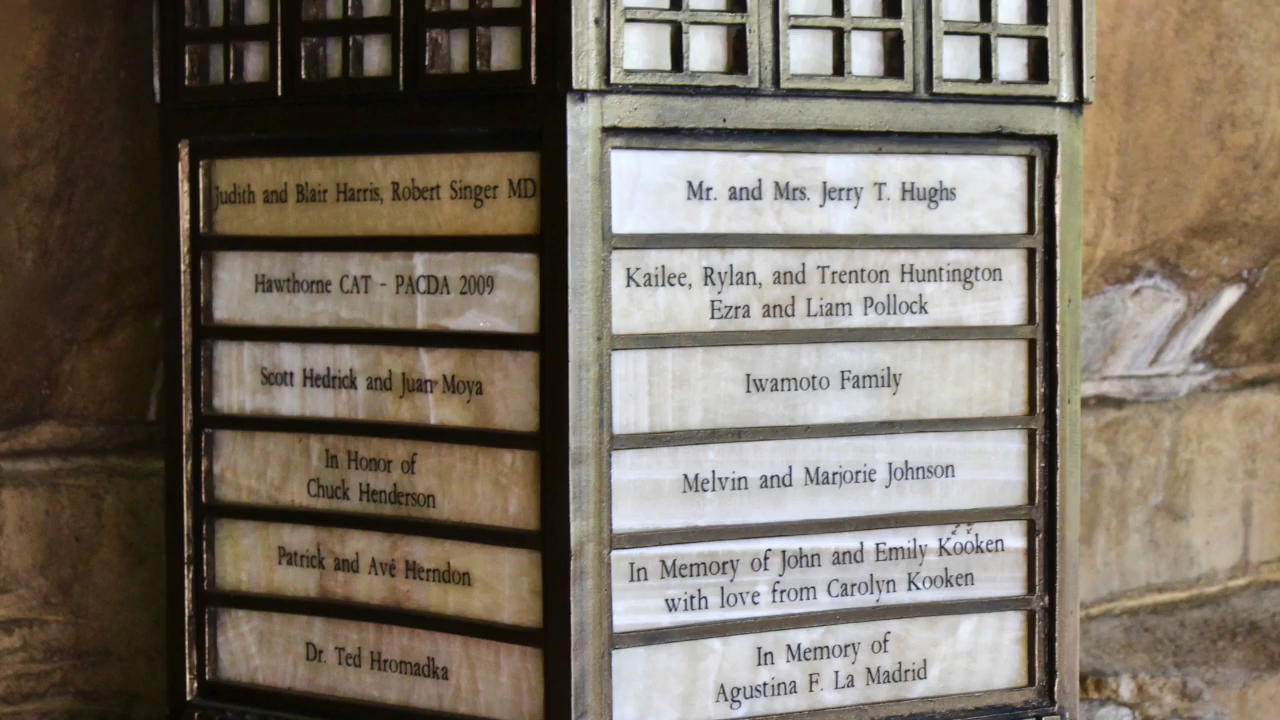 Judith and Blair Harris, Robert Singer MD
Hawthorne CAT - PACDA 2009
Scott Hedrick and Juan Moya
In Honor of
Chuck Henderson
Patrick and Avé Herndon
Dr. Ted Hromadka
Mr. and Mrs. Jerry T. Hughs
Kailee, Rylan, and Trenton Huntington
Ezra and Liam Pollock
Iwamoto Family
Melvin and Marjorie Johnson
In Memory of John and Emily Kooken
with love from Carolyn Kooken
In Memory of
Agustina F. La Madrid